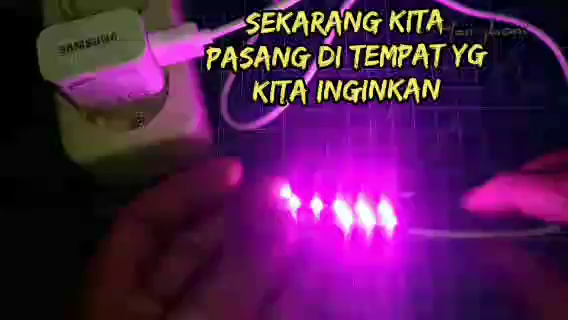 SEKARANG KITA
PASANG DI TEMPAT YG
KITA INGINKAN
SAMSUNG